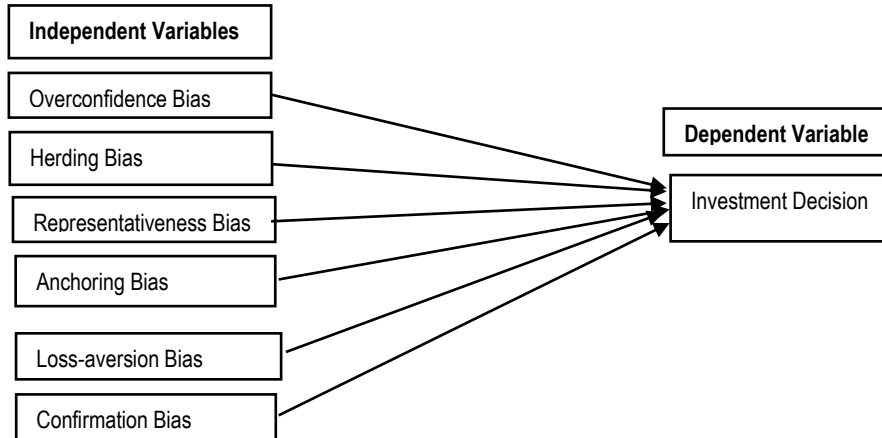 Independent Variables
Overconfidence Bias
Herding Bias
Representativeness Bias
Anchoring Bias
Loss-aversion Bias
Confirmation Bias
Dependent Variable
Investment Decision